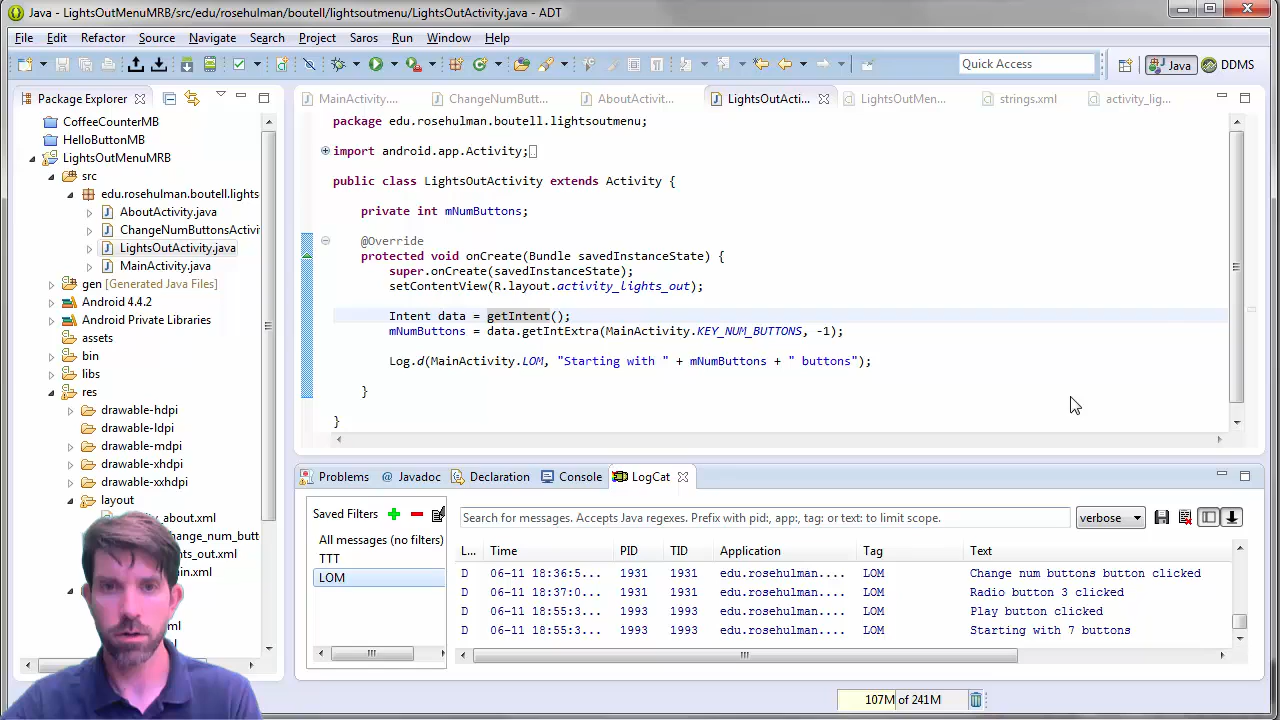 Java - LightsOutMenuMRB/src/edu/rosehulman/boutell/lightsoutmenu/LightsOutActivity.java - ADT
File Edit Refactor Source Navigate Search Project Saros Run Window Help
Quick Access
Java
DDMS
Package Explorer
CoffeeCounterMB
HelloButtonMB
LightsOutMenuMRB
src
edu.rosehulman.boutell.lights
AboutActivity.java
ChangeNumButtonsActivi
LightsOutActivity.java
MainActivity.java
gen [Generated Java Files]
Android 4.4.2
Android Private Libraries
assets
bin
libs
res
drawable-hdpi
drawable-ldpi
drawable-mdpi
drawable-xhdpi
drawable-xxhdpi
layout
_about.xml
hange_num_butt
ts_out.xml
in.xml
ml
MainActivity.... ChangeNumButt... AboutActivit... LightsOutActi... LightsOutMen... strings.xml activity_lig...
package edu.rosehulman.boutell.lightsoutmenu;
import android.app.Activity;
public class LightsOutActivity extends Activity {
private int mNumButtons;
@Override
protected void onCreate(Bundle savedInstanceState) {
super.onCreate(savedInstanceState);
setContentView(R.layout.activity_lights_out);
Intent data = getIntent();
mNumButtons = data.getIntExtra(MainActivity.KEY_NUM_BUTTONS, -1);
Log.d(MainActivity.LOM, "Starting with " + mNumButtons + " buttons");
}
}
Problems @ Javadoc Declaration Console LogCat
Saved Filters
All messages (no filters)
TTT
LOM
Search for messages. Accepts Java regexes. Prefix with pid:, app:, tag: or text: to limit scope.
verbose
L... Time PID TID Application Tag Text
D 06-11 18:36:5... 1931 1931 edu.rosehulman.... LOM Change num buttons button clicked
D 06-11 18:37:0... 1931 1931 edu.rosehulman.... LOM Radio button 3 clicked
D 06-11 18:55:3... 1993 1993 edu.rosehulman.... LOM Play button clicked
D 06-11 18:55:3... 1993 1993 edu.rosehulman.... LOM Starting with 7 buttons
107M of 241M